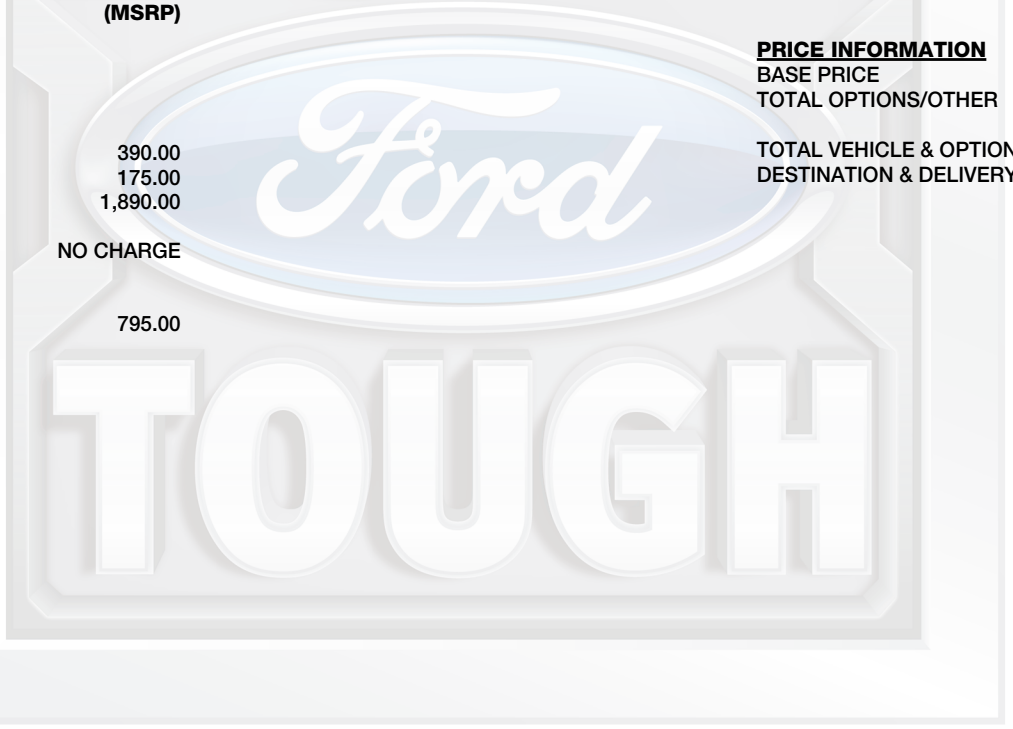 (MSRP)
390.00
175.00
1,890.00
NO CHARGE
795.00
PRICE INFORMATION
BASE PRICE
TOTAL OPTIONS/OTHER
TOTAL VEHICLE & OPTION
DESTINATION & DELIVERY
Ford
TOUGH